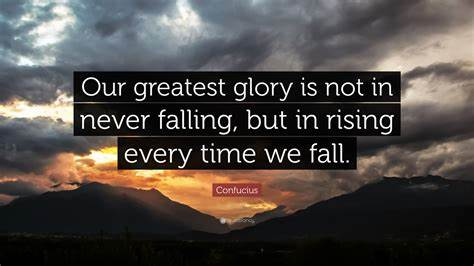 Our greatest glory is not in
never falling, but in rising
every time we fall.
Confucius